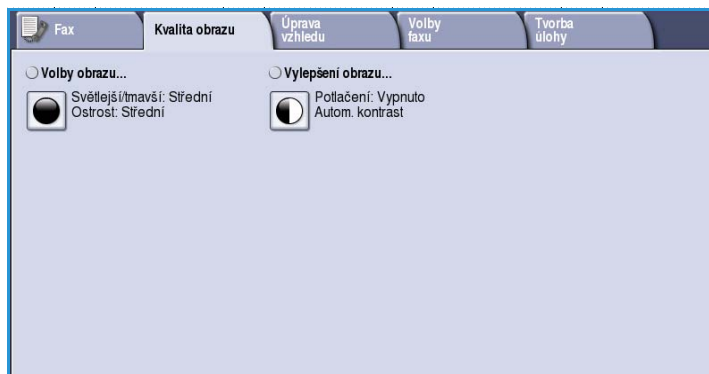 Fax
Kvalita obrazu
Úprava
vzhledu
Volby
faxu
Tvorba
úlohy
Volby obrazu...
Světlejší/tmavší: Střední
Ostrost: Střední
Vylepšení obrazu...
Potlačení: Vypnuto
Autom. kontrast